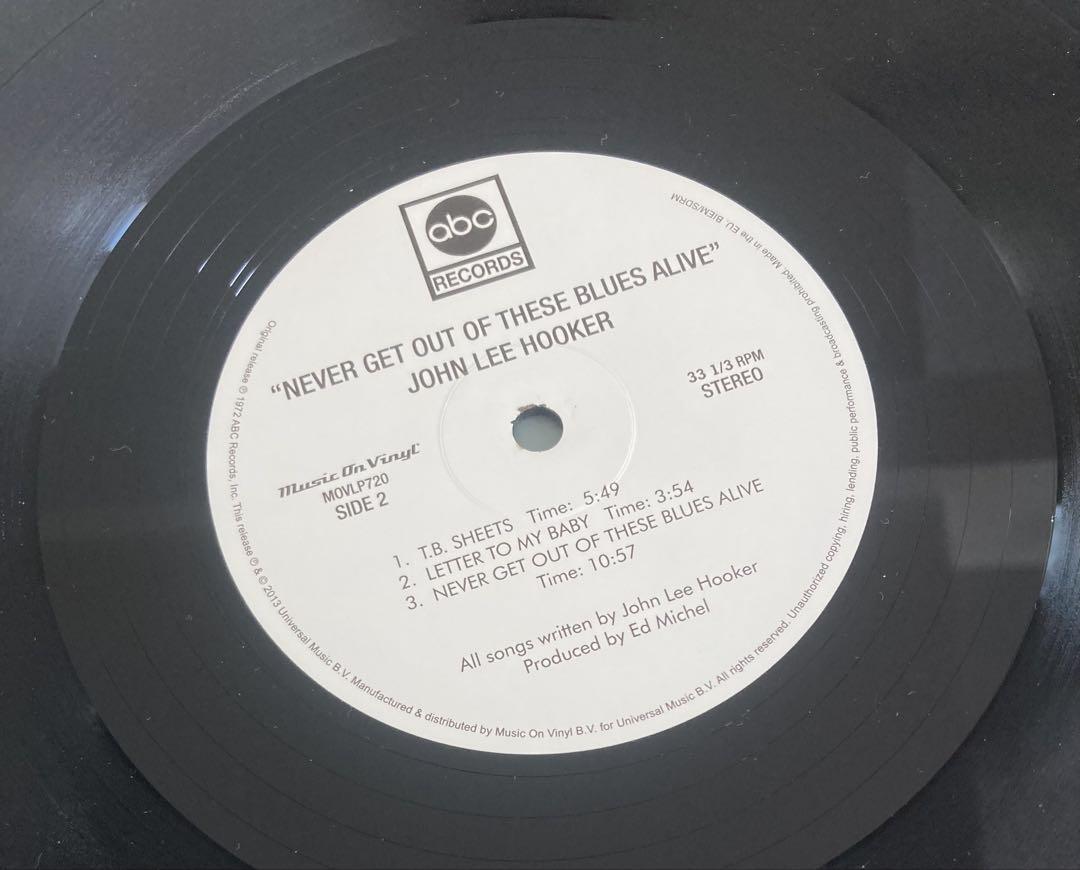 abc
RECORDS
“NEVER GET OUT OF THESE BLUES ALIVE”
JOHN LEE HOOKER
33 1/3 RPM
STEREO
Music On Vinyl
MOVLP720
SIDE 2
1. T.B. SHEETS Time: 5:49
2. LETTER TO MY BABY Time: 3:54
3. NEVER GET OUT OF THESE BLUES ALIVE
Time: 10:57
All songs written by John Lee Hooker
Produced by Ed Michel
Original release ℗ 1972 ABC Records, Inc. This release ℗ & © 2013 Universal Music B.V. Manufactured & distributed by Music On Vinyl B.V. for Universal Music B.V. All rights reserved. Unauthorized copying, hiring, lending, public performance & broadcasting prohibited. Made in the EU. BIEM/SDRM